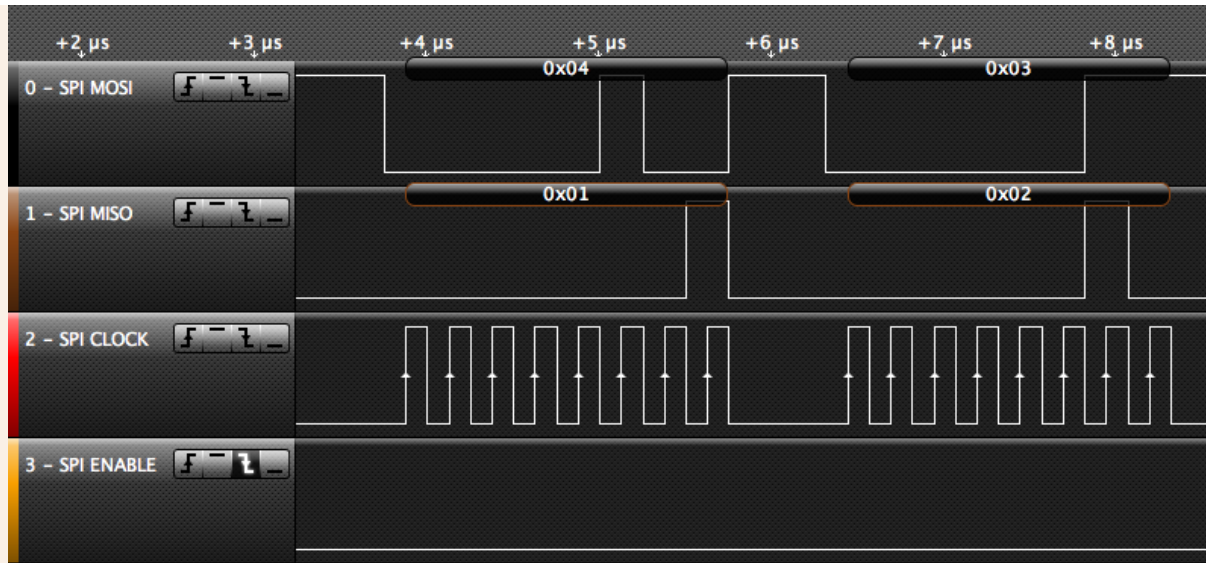 +2 µs +3 µs +4 µs +5 µs +6 µs +7 µs +8 µs
0 – SPI MOSI
0x04 0x03
1 – SPI MISO
0x01 0x02
2 – SPI CLOCK
3 – SPI ENABLE